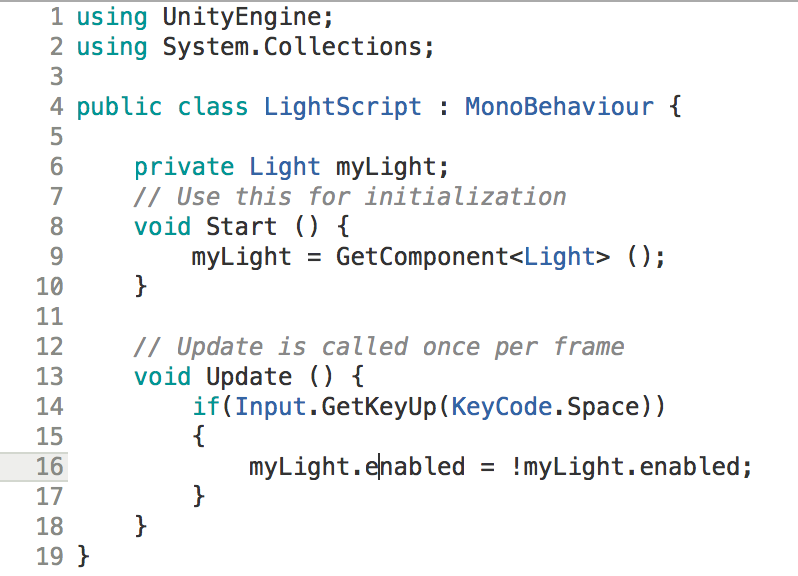 1 using UnityEngine;
2 using System.Collections;
3
4 public class LightScript : MonoBehaviour {
5
6     private Light myLight;
7     // Use this for initialization
8     void Start () {
9         myLight = GetComponent<Light> ();
10     }
11
12     // Update is called once per frame
13     void Update () {
14         if(Input.GetKeyUp(KeyCode.Space))
15         {
16             myLight.enabled = !myLight.enabled;
17         }
18     }
19 }